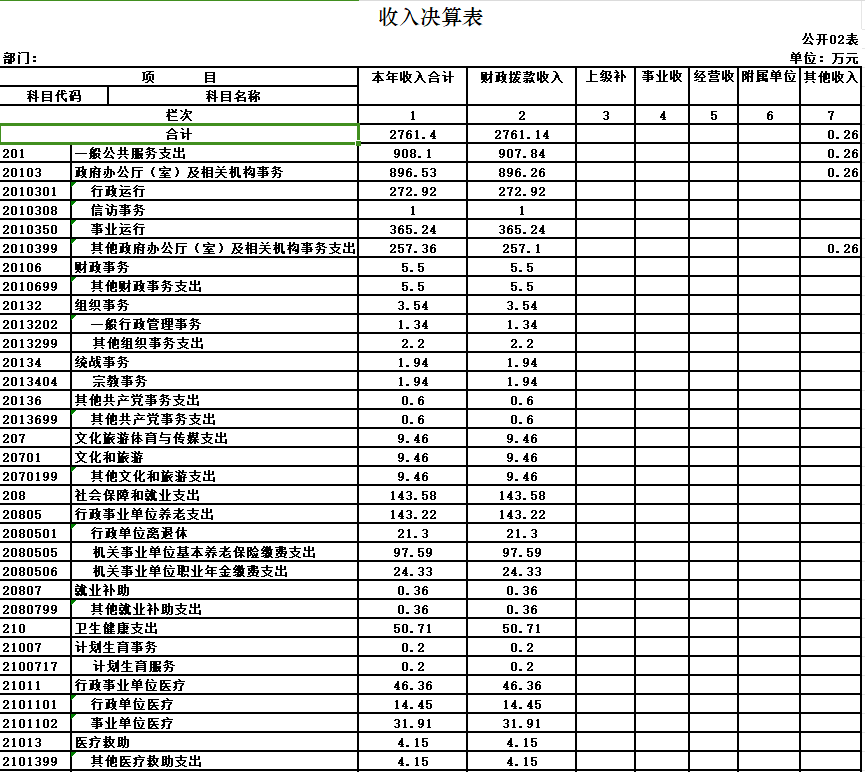 收入决算表
公开02表
部门： 单位：万元
项 目 本年收入合计 财政拨款收入 上级补 事业收 经营收 附属单位 其他收入
科目代码 科目名称
栏次 1 2 3 4 5 6 7
合计 2761.4 2761.14 0.26
201 一般公共服务支出 908.1 907.84 0.26
20103 政府办公厅（室）及相关机构事务 896.53 896.26 0.26
2010301 行政运行 272.92 272.92
2010308 信访事务 1 1
2010350 事业运行 365.24 365.24
2010399 其他政府办公厅（室）及相关机构事务支出 257.36 257.1 0.26
20106 财政事务 5.5 5.5
2010699 其他财政事务支出 5.5 5.5
20132 组织事务 3.54 3.54
2013202 一般行政管理事务 1.34 1.34
2013299 其他组织事务支出 2.2 2.2
20134 统战事务 1.94 1.94
2013404 宗教事务 1.94 1.94
20136 其他共产党事务支出 0.6 0.6
2013699 其他共产党事务支出 0.6 0.6
207 文化旅游体育与传媒支出 9.46 9.46
20701 文化和旅游 9.46 9.46
2070199 其他文化和旅游支出 9.46 9.46
208 社会保障和就业支出 143.58 143.58
20805 行政事业单位养老支出 143.22 143.22
2080501 行政单位离退休 21.3 21.3
2080505 机关事业单位基本养老保险缴费支出 97.59 97.59
2080506 机关事业单位职业年金缴费支出 24.33 24.33
20807 就业补助 0.36 0.36
2080799 其他就业补助支出 0.36 0.36
210 卫生健康支出 50.71 50.71
21007 计划生育事务 0.2 0.2
2100717 计划生育服务 0.2 0.2
21011 行政事业单位医疗 46.36 46.36
2101101 行政单位医疗 14.45 14.45
2101102 事业单位医疗 31.91 31.91
21013 医疗救助 4.15 4.15
2101399 其他医疗救助支出 4.15 4.15